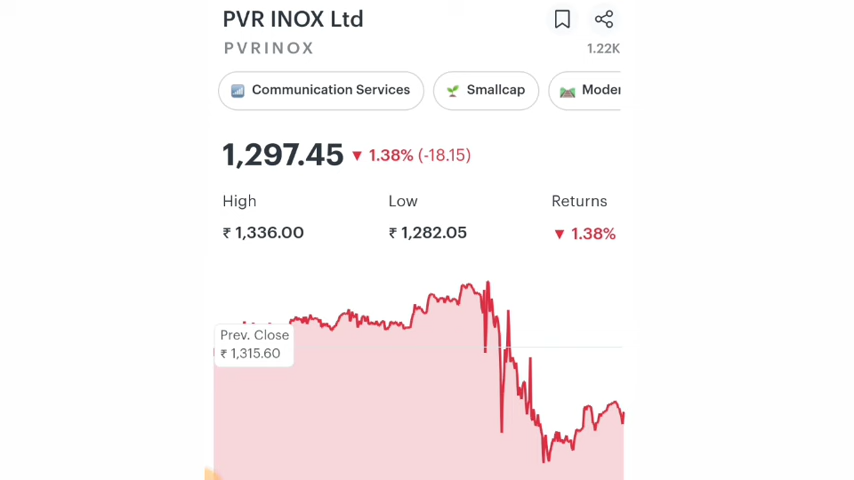 PVR INOX Ltd
PVRINOX 1.22K
Communication Services Smallcap Moder
1,297.45 ▼ 1.38% (-18.15)
High Low Returns
₹ 1,336.00 ₹ 1,282.05 ▼ 1.38%
Prev. Close
₹ 1,315.60